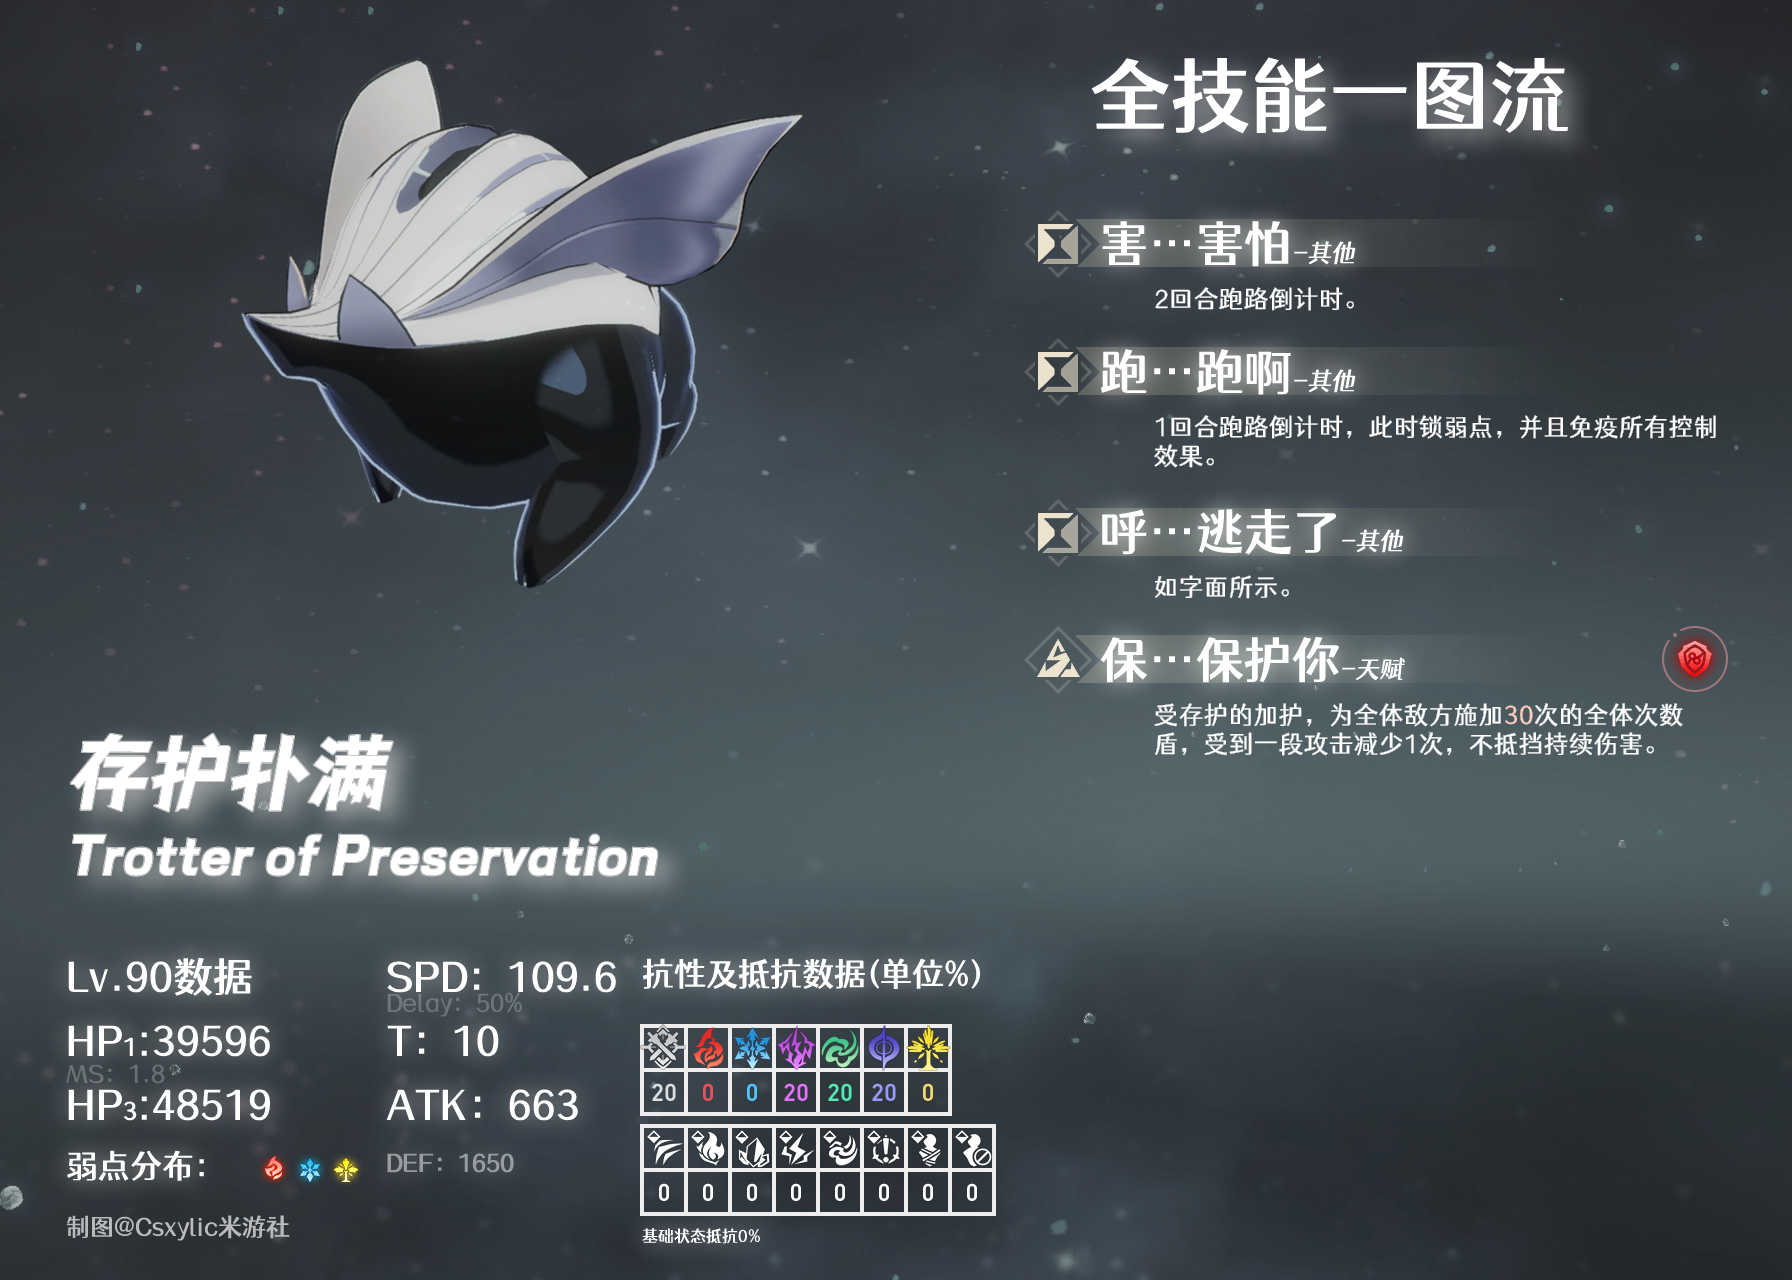 全技能一图流
害…害怕-其他
2回合跑路倒计时。
跑…跑啊-其他
1回合跑路倒计时，此时锁弱点，并且免疫所有控制
效果。
呼…逃走了-其他
如字面所示。
保…保护你-天赋
受存护的加护，为全体敌方施加30次的全体次数
盾，受到一段攻击减少1次，不抵挡持续伤害。
存护扑满
Trotter of Preservation
Lv.90数据
SPD：109.6
Delay：50%
HP1:39596
T：10
MS：1.8
HP3:48519
ATK：663
弱点分布：
DEF：1650
制图@Csxylic米游社
抗性及抵抗数据(单位%)
20 0 0 20 20 20 0
0 0 0 0 0 0 0 0
基础状态抵抗0%